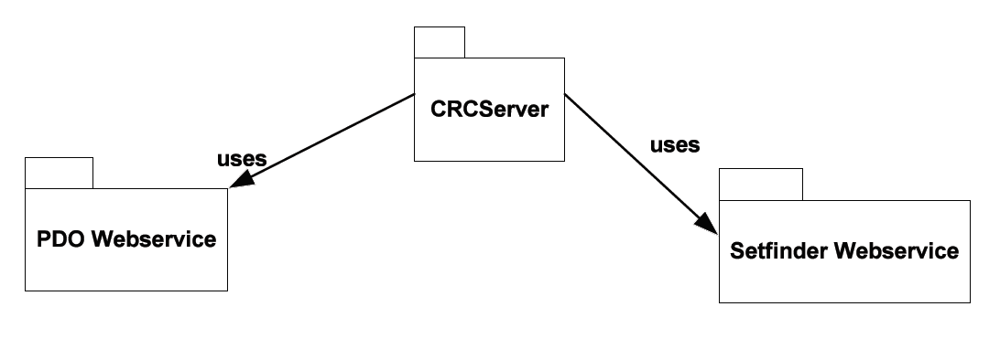 CRCServer
uses
uses
PDO Webservice
Setfinder Webservice